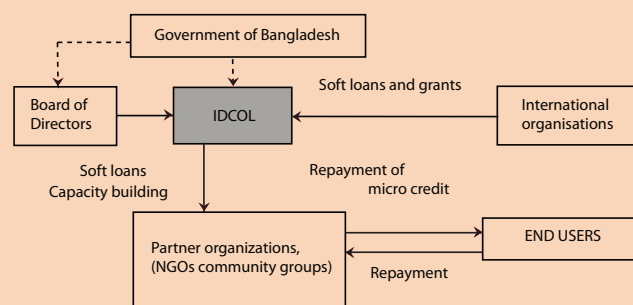 Government of Bangladesh
Soft loans and grants
Board of
Directors
IDCOL
International
organisations
Soft loans
Capacity building
Repayment of
micro credit
Partner organizations,
(NGOs community groups)
END USERS
Repayment